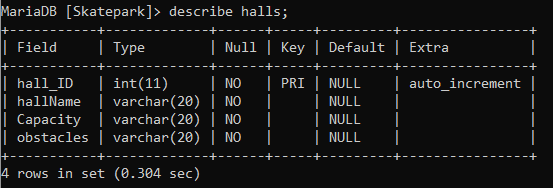 MariaDB [Skatepark]> describe halls;
+-----------+-------------+------+-----+---------+----------------+
| Field     | Type        | Null | Key | Default | Extra          |
+-----------+-------------+------+-----+---------+----------------+
| hall_ID   | int(11)     | NO   | PRI | NULL    | auto_increment |
| hallName  | varchar(20) | NO   |     | NULL    |                |
| Capacity  | varchar(20) | NO   |     | NULL    |                |
| obstacles | varchar(20) | NO   |     | NULL    |                |
+-----------+-------------+------+-----+---------+----------------+
4 rows in set (0.304 sec)